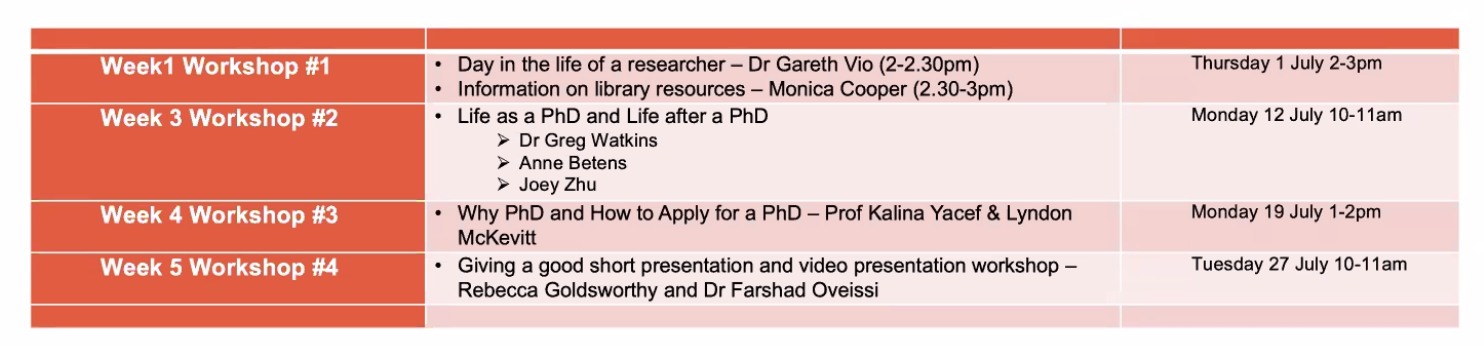 Week1 Workshop #1
• Day in the life of a researcher – Dr Gareth Vio (2-2.30pm)
• Information on library resources – Monica Cooper (2.30-3pm)
Thursday 1 July 2-3pm
Week 3 Workshop #2
• Life as a PhD and Life after a PhD
➢ Dr Greg Watkins
➢ Anne Betens
➢ Joey Zhu
Monday 12 July 10-11am
Week 4 Workshop #3
• Why PhD and How to Apply for a PhD – Prof Kalina Yacef & Lyndon
McKevitt
Monday 19 July 1-2pm
Week 5 Workshop #4
• Giving a good short presentation and video presentation workshop –
Rebecca Goldsworthy and Dr Farshad Oveissi
Tuesday 27 July 10-11am